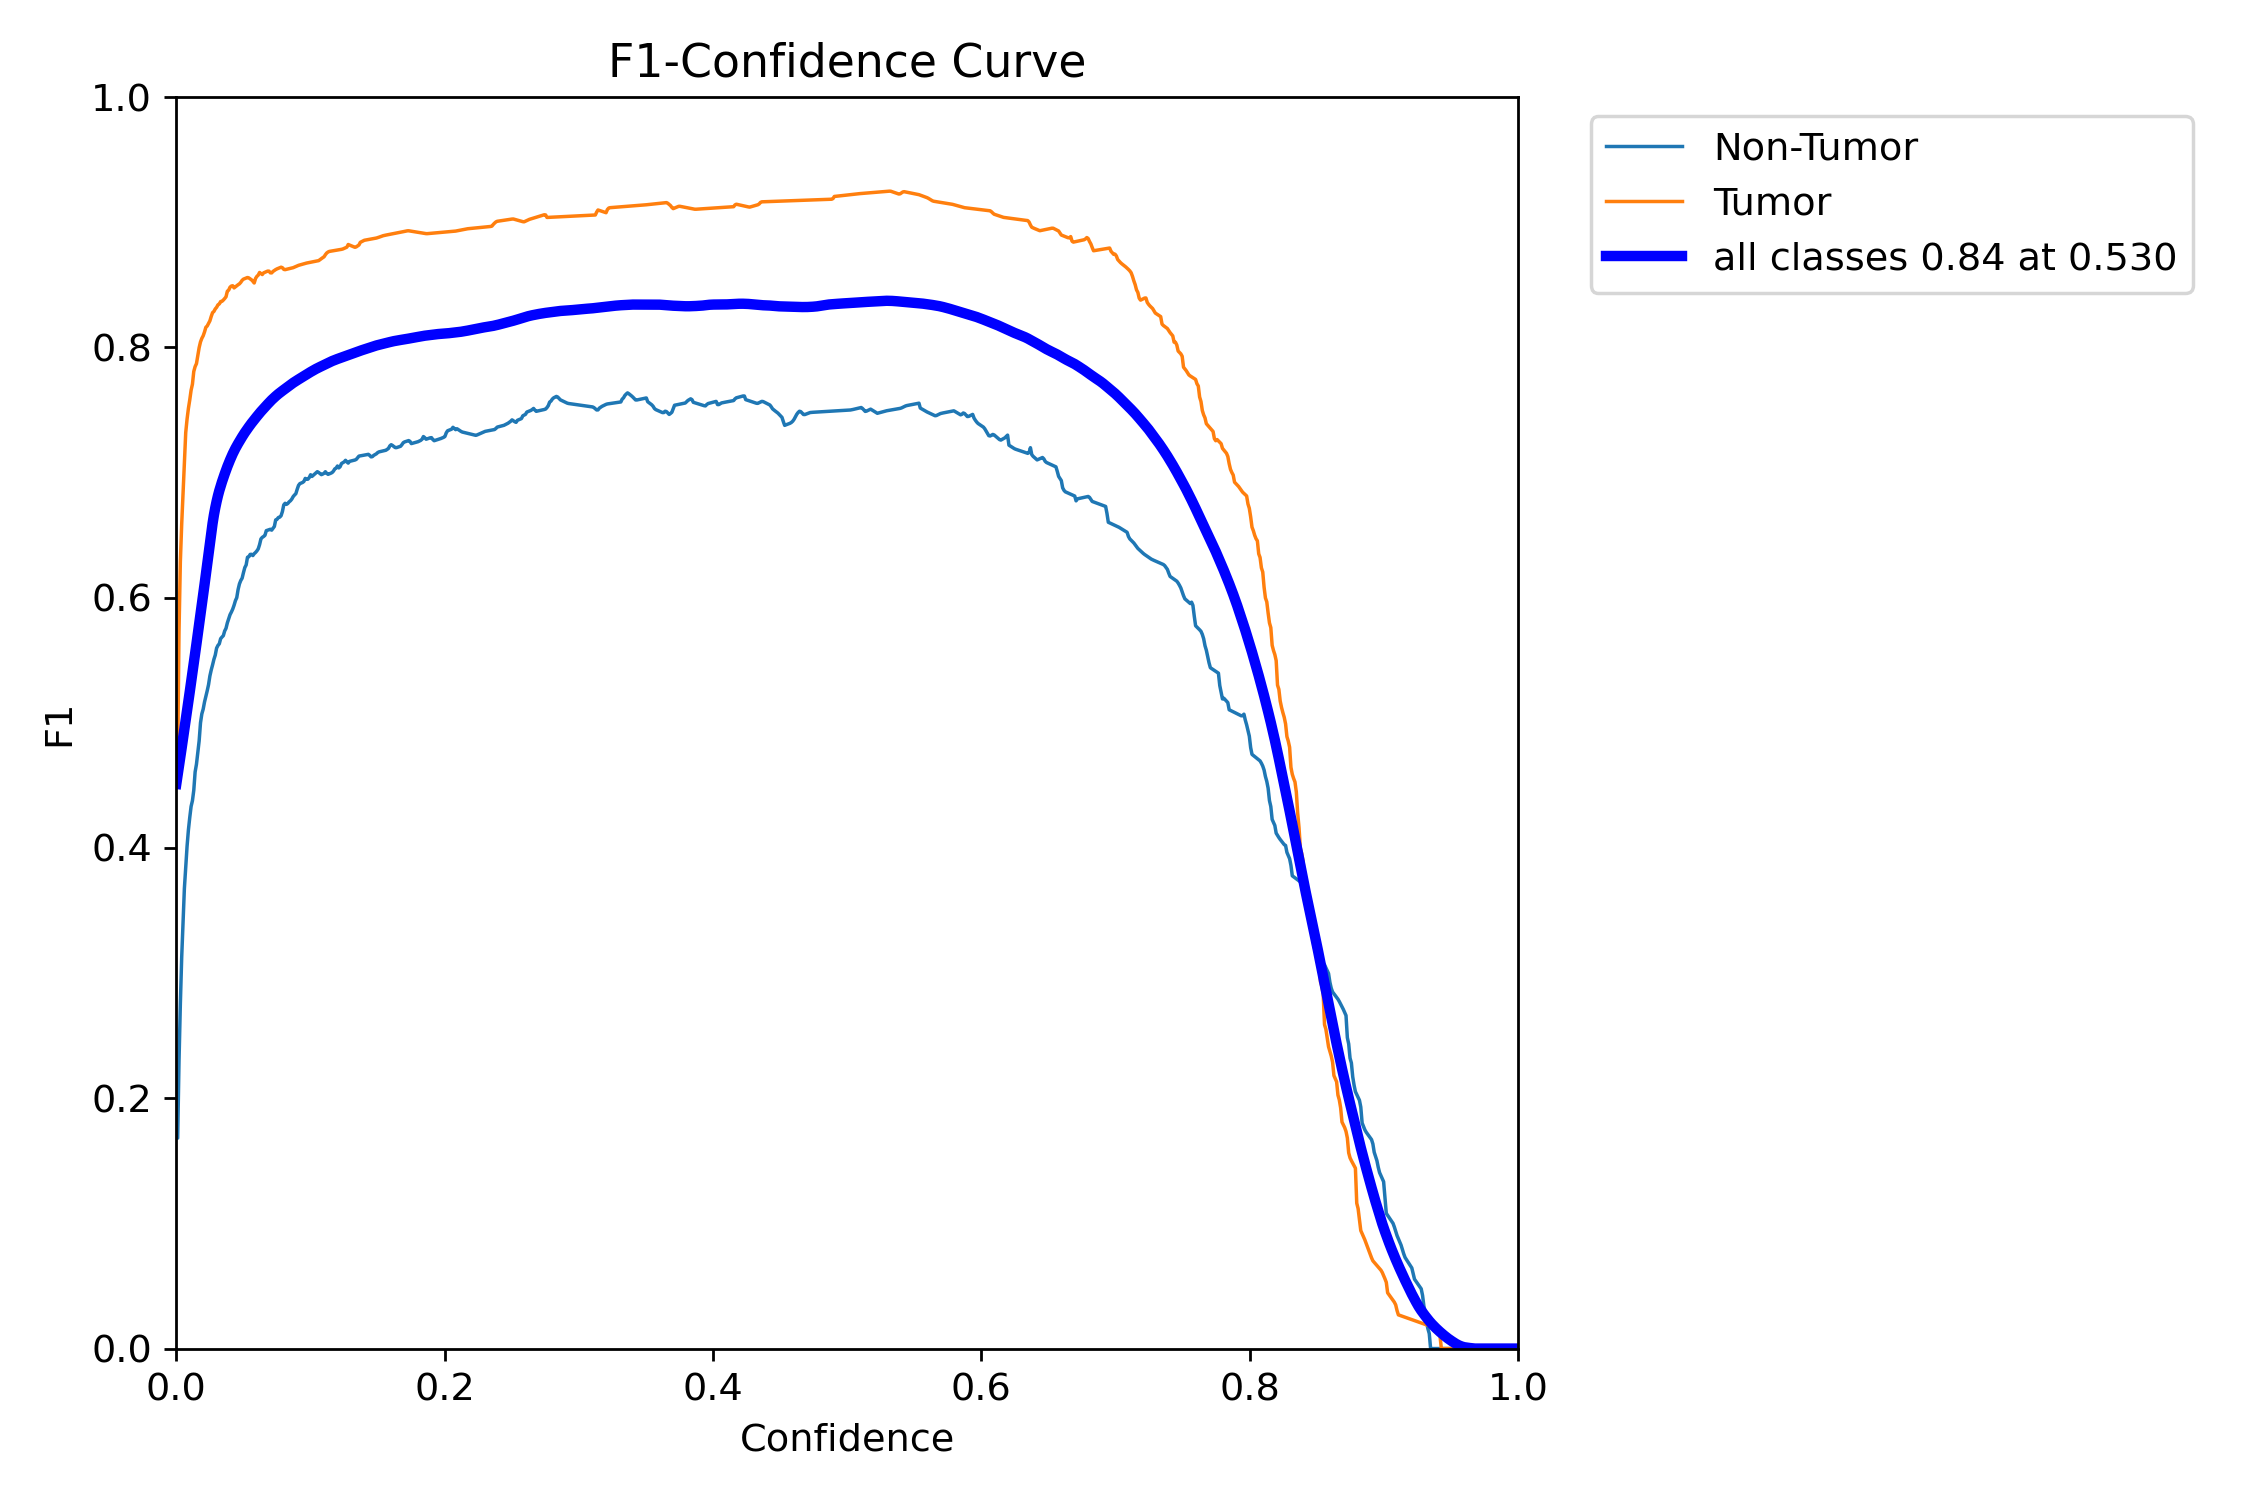 F1-Confidence Curve
1.0
0.8
0.6
0.4
0.2
0.0
F1
0.0 0.2 0.4 0.6 0.8 1.0
Confidence
Non-Tumor
Tumor
all classes 0.84 at 0.530